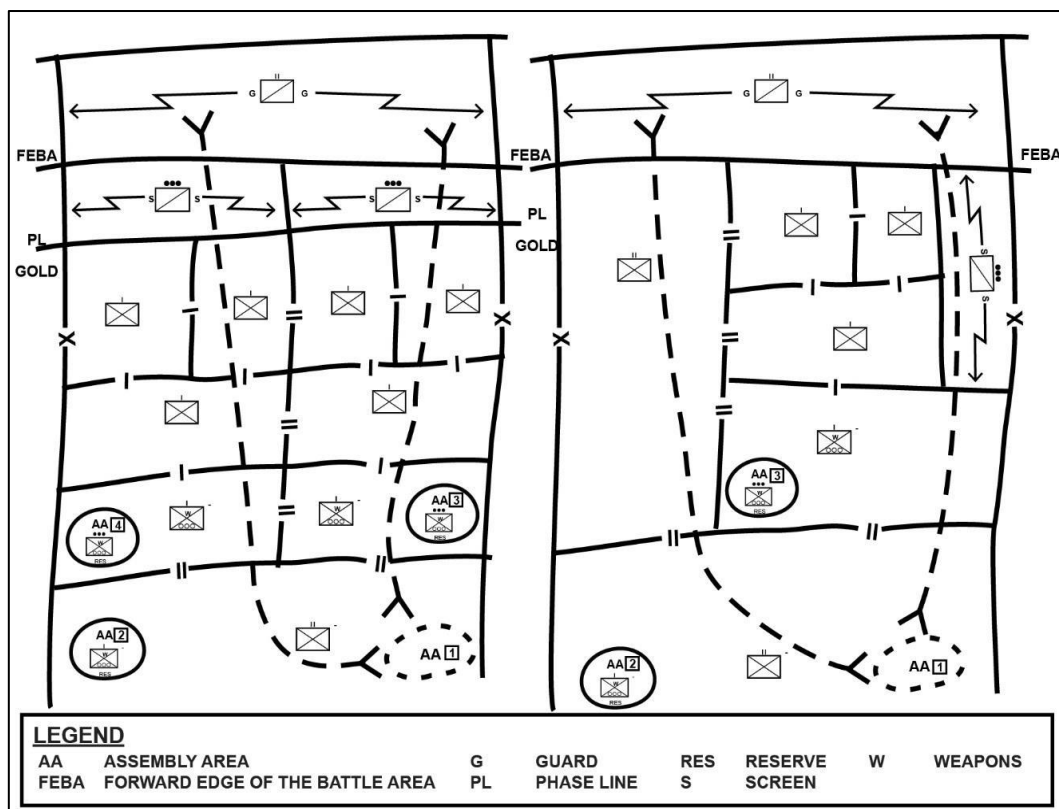 G G
FEBA
S S S S
PL
GOLD
X X
AA 4
W
RES
AA 3
W
RES
W
W
AA 2
W
RES
AA 1
G G
FEBA FEBA
PL
GOLD
S
S
X X
W
AA 3
W
RES
AA 2
W
RES
AA 1
LEGEND
AA ASSEMBLY AREA G GUARD RES RESERVE W WEAPONS
FEBA FORWARD EDGE OF THE BATTLE AREA PL PHASE LINE S SCREEN